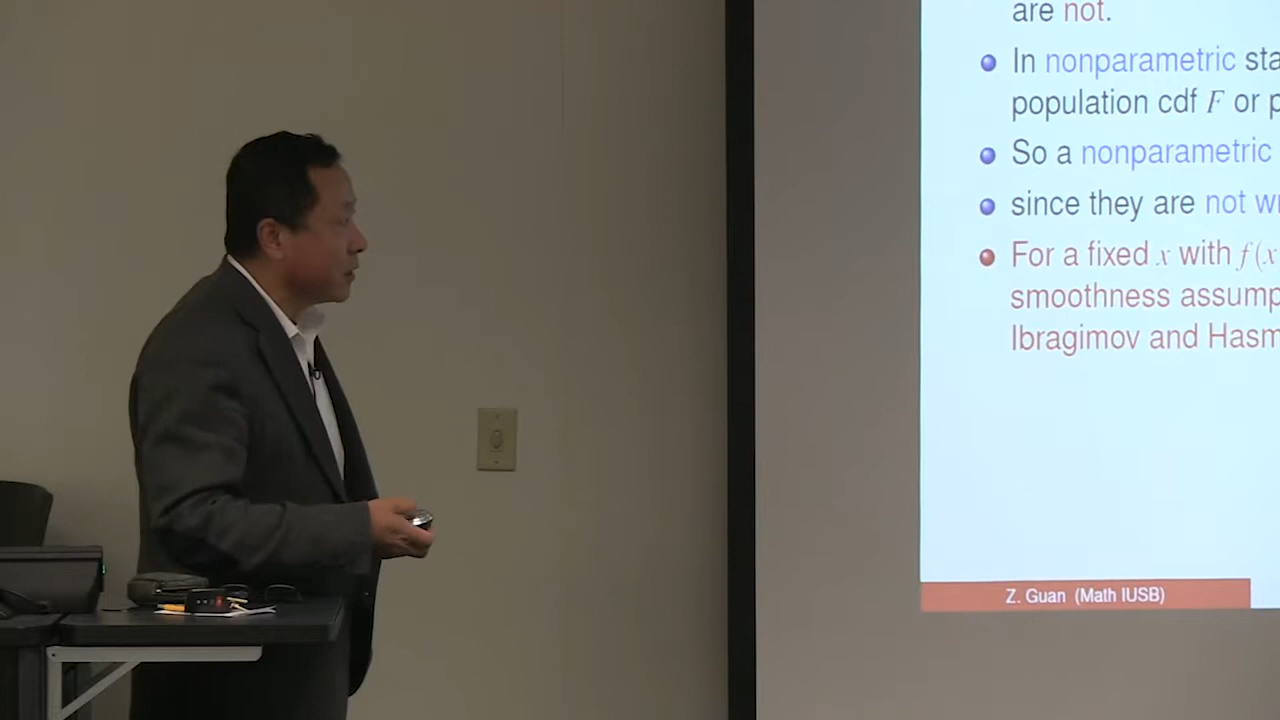 are not.
In nonparametric sta
population cdf F or p
So a nonparametric
since they are not w
For a fixed x with f(x
smoothness assump
Ibragimov and Hasm
Z. Guan (Math IUSB)